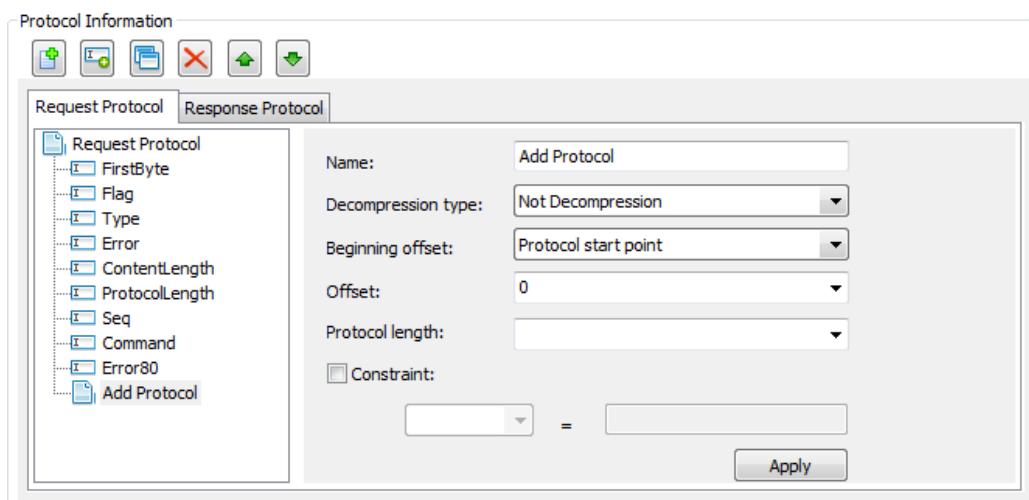 Protocol Information
Request Protocol
Response Protocol
Request Protocol
FirstByte
Flag
Type
Error
ContentLength
ProtocolLength
Seq
Command
Error80
Add Protocol
Name:
Add Protocol
Decompression type:
Not Decompression
Beginning offset:
Protocol start point
Offset:
0
Protocol length:
Constraint:
=
Apply